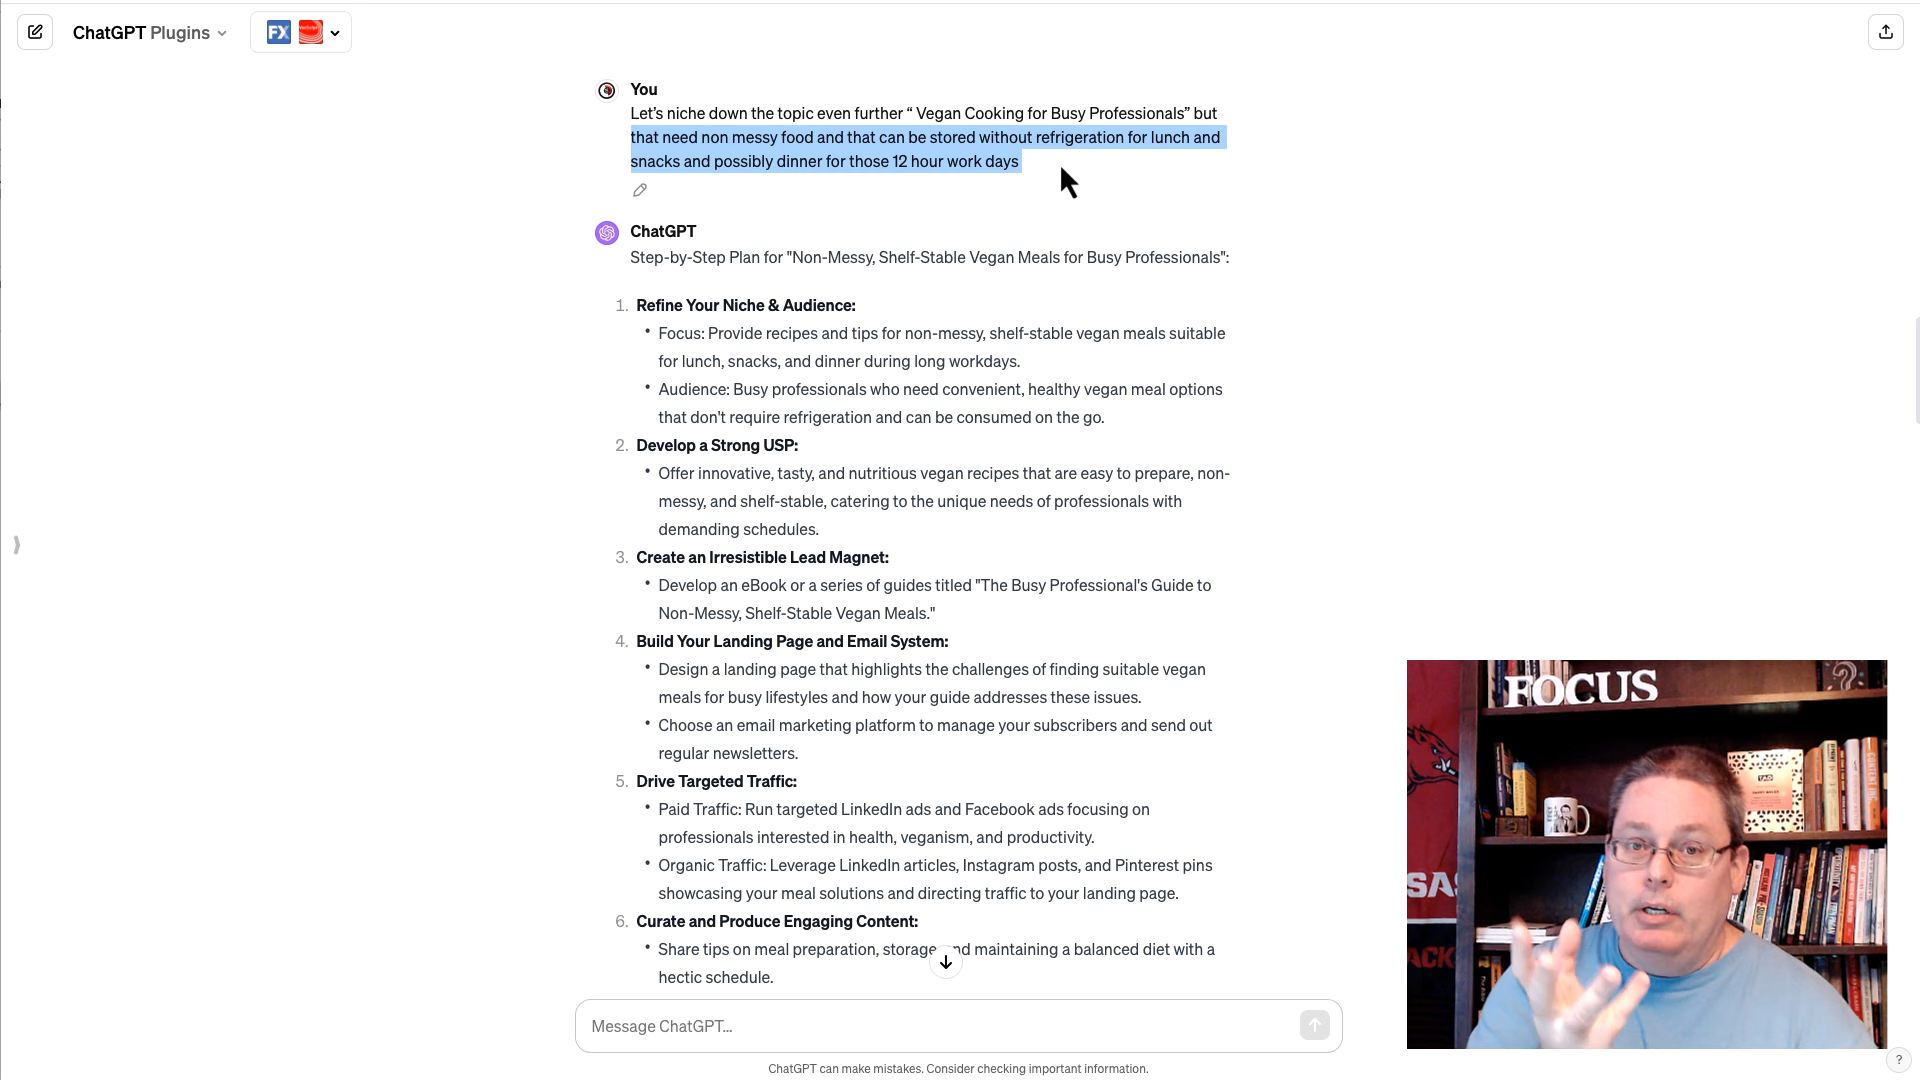 ChatGPT Plugins
FX
You
Let’s niche down the topic even further “ Vegan Cooking for Busy Professionals” but
that need non messy food and that can be stored without refrigeration for lunch and
snacks and possibly dinner for those 12 hour work days
ChatGPT
Step-by-Step Plan for "Non-Messy, Shelf-Stable Vegan Meals for Busy Professionals":
1. Refine Your Niche & Audience:
• Focus: Provide recipes and tips for non-messy, shelf-stable vegan meals suitable
for lunch, snacks, and dinner during long workdays.
• Audience: Busy professionals who need convenient, healthy vegan meal options
that don't require refrigeration and can be consumed on the go.
2. Develop a Strong USP:
• Offer innovative, tasty, and nutritious vegan recipes that are easy to prepare, non-
messy, and shelf-stable, catering to the unique needs of professionals with
demanding schedules.
3. Create an Irresistible Lead Magnet:
• Develop an eBook or a series of guides titled "The Busy Professional's Guide to
Non-Messy, Shelf-Stable Vegan Meals."
4. Build Your Landing Page and Email System:
• Design a landing page that highlights the challenges of finding suitable vegan
meals for busy lifestyles and how your guide addresses these issues.
• Choose an email marketing platform to manage your subscribers and send out
regular newsletters.
5. Drive Targeted Traffic:
• Paid Traffic: Run targeted LinkedIn ads and Facebook ads focusing on
professionals interested in health, veganism, and productivity.
• Organic Traffic: Leverage LinkedIn articles, Instagram posts, and Pinterest pins
showcasing your meal solutions and directing traffic to your landing page.
6. Curate and Produce Engaging Content:
• Share tips on meal preparation, storage, and maintaining a balanced diet with a
hectic schedule.
Message ChatGPT...
ChatGPT can make mistakes. Consider checking important information.
?
FOCUS